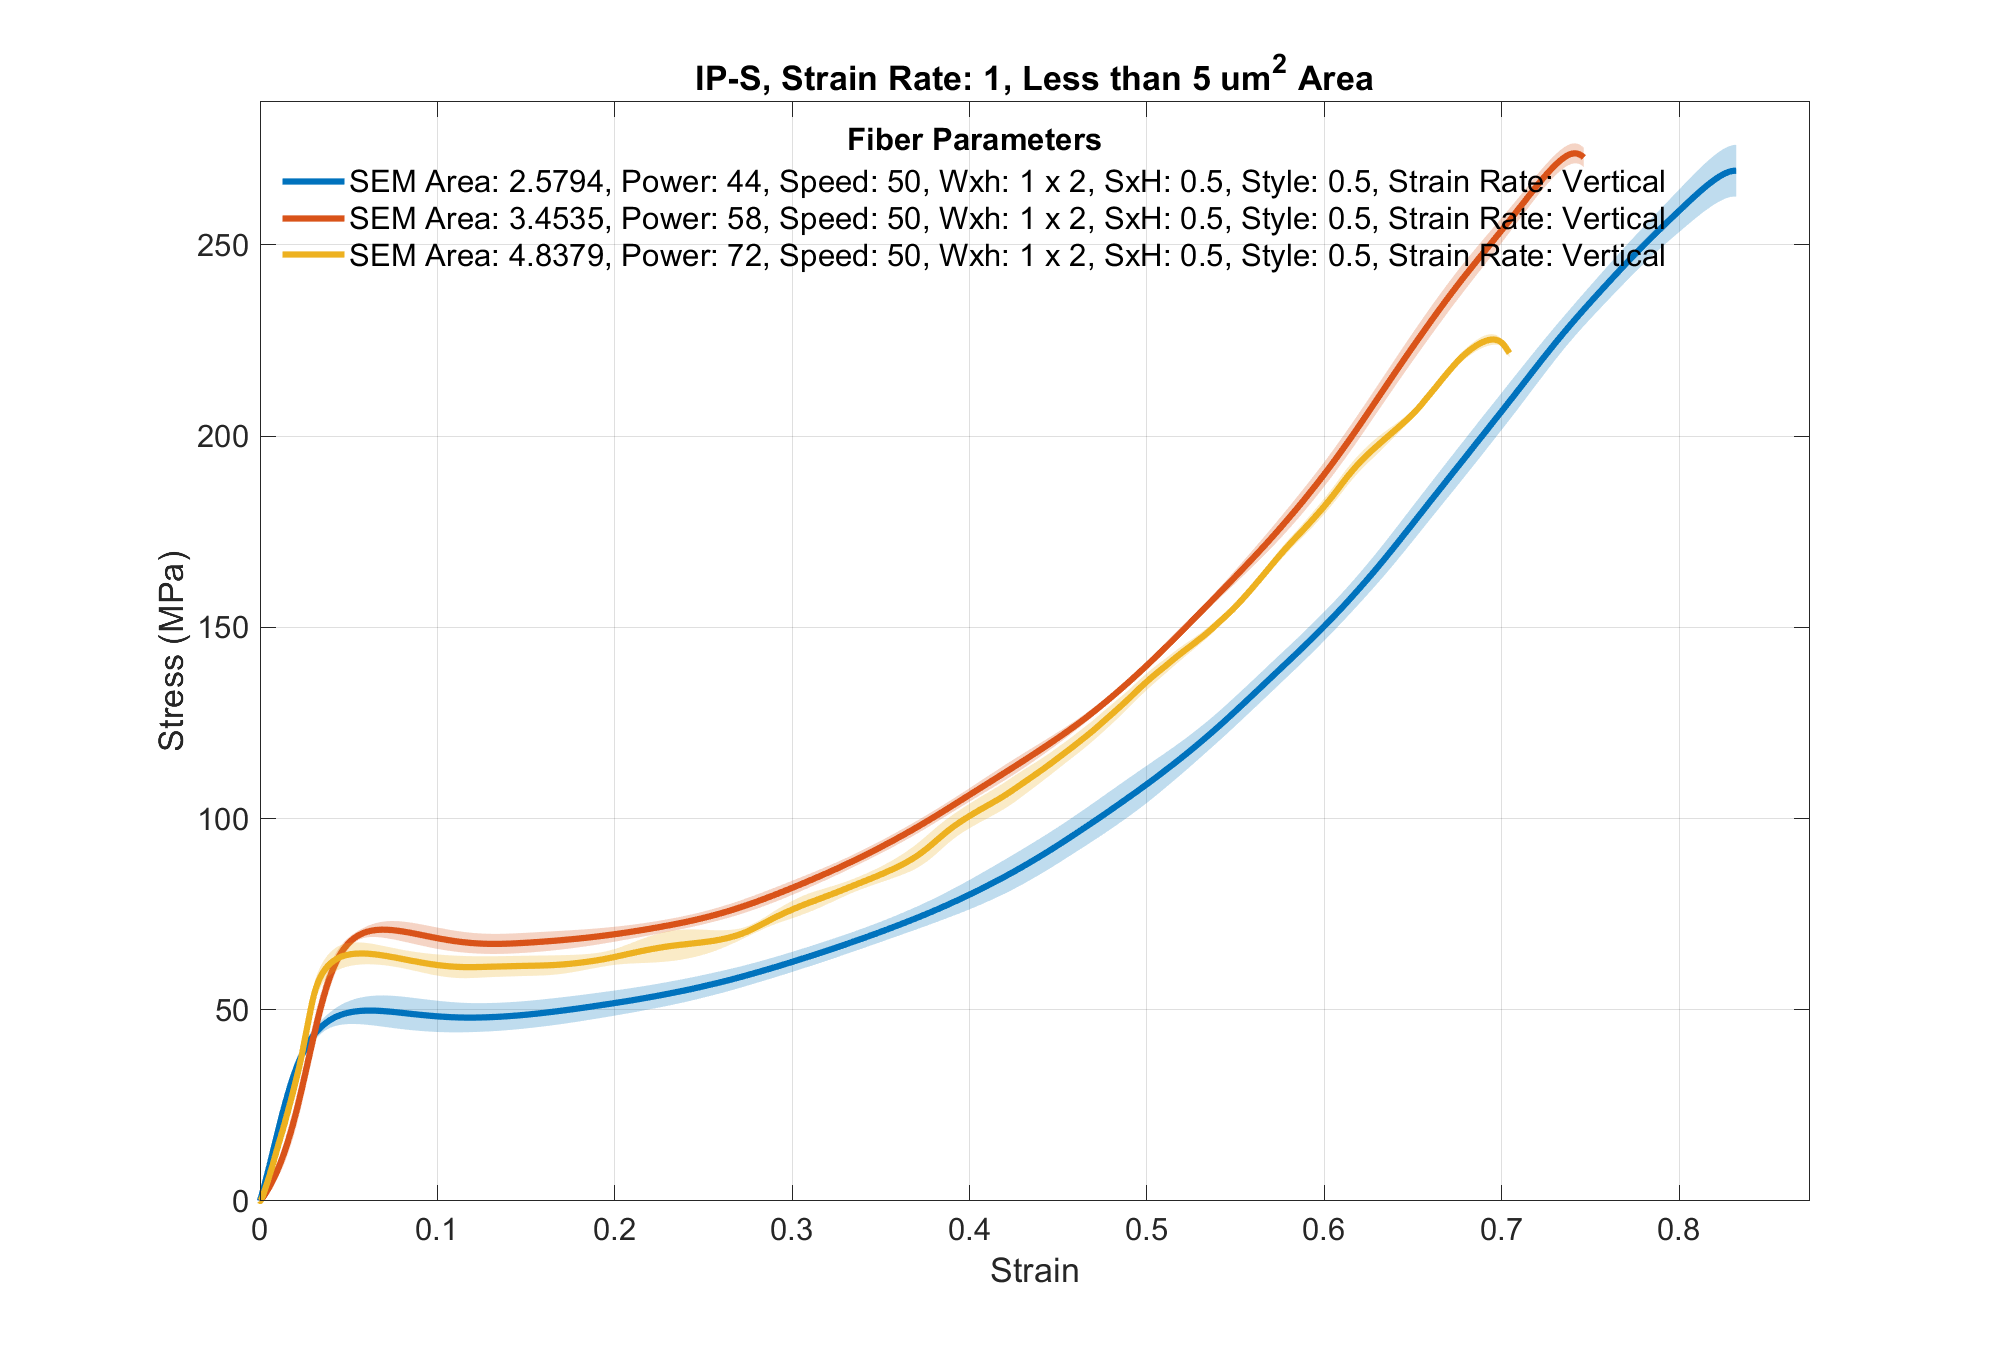 IP-S, Strain Rate: 1, Less than 5 um² Area
Fiber Parameters
SEM Area: 2.5794, Power: 44, Speed: 50, Wxh: 1 x 2, SxH: 0.5, Style: 0.5, Strain Rate: Vertical
SEM Area: 3.4535, Power: 58, Speed: 50, Wxh: 1 x 2, SxH: 0.5, Style: 0.5, Strain Rate: Vertical
SEM Area: 4.8379, Power: 72, Speed: 50, Wxh: 1 x 2, SxH: 0.5, Style: 0.5, Strain Rate: Vertical
250
200
150
100
50
0
Stress (MPa)
0 0.1 0.2 0.3 0.4 0.5 0.6 0.7 0.8
Strain